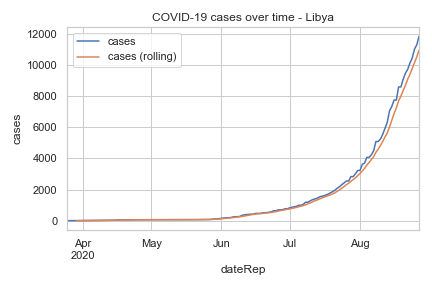 COVID-19 cases over time - Libya
cases
cases (rolling)
12000
10000
8000
6000
4000
2000
0
cases
Apr
2020
May
Jun
Jul
Aug
dateRep